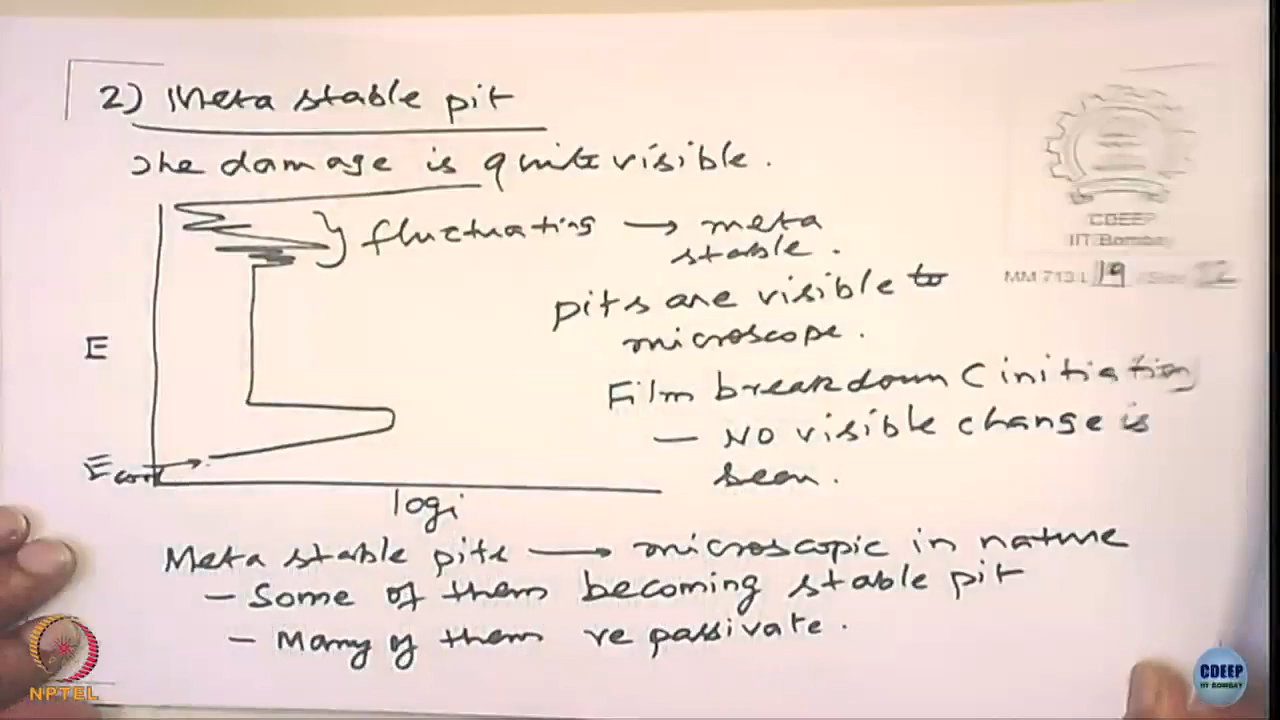 2) Meta stable pit
The damage is quite visible.
} fluctuating → meta
stable.
pits are visible to
microscope.
E
Film breakdown (initiation
— No visible change is
seen.
Ecorr
log i
Meta stable pits → microscopic in nature
- Some of them becoming stable pit
- Many of them repassivate.
CDEEP
IIT Bombay
MM 713 L 19
NPTEL
CDEEP
IIT BOMBAY